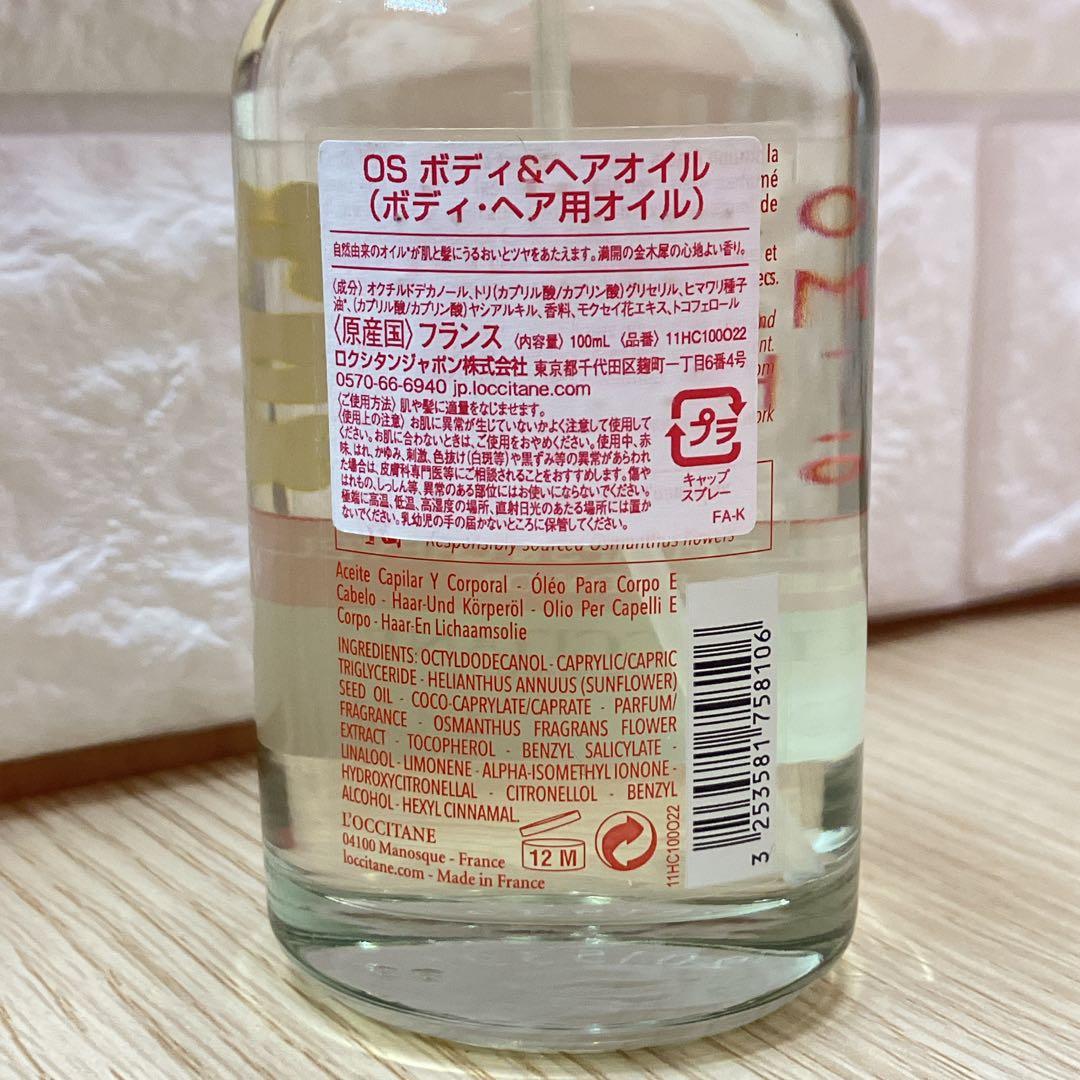 OS ボディ&ヘアオイル
(ボディ・ヘア用オイル)
自然由来のオイル*が肌と髪にうるおいとツヤをあたえます。満開の金木犀の心地よい香り。
〈成分〉オクチルドデカノール、トリ(カプリル酸/カプリン酸)グリセリル、ヒマワリ種子
油*、(カプリル酸/カプリン酸)ヤシアルキル、香料、モクセイ花エキス、トコフェロール
〈原産国〉フランス 〈内容量〉100mL 〈品番〉11HC100O22
ロクシタンジャポン株式会社 東京都千代田区麹町一丁目6番4号
0570-66-6940 jp.loccitane.com
〈ご使用方法〉肌や髪に適量をなじませます。
〈使用上の注意〉お肌に異常が生じていないかよく注意して使用して
ください。お肌に合わないときは、ご使用をおやめください。使用中、赤
味、はれ、かゆみ、刺激、色抜け(白斑等)や黒ずみ等の異常があらわれ
た場合は、皮膚科専門医等にご相談されることをおすすめします。傷や
はれもの、しっしん等、異常のある部位にはお使いにならないでください。
極端に高温、低温、高湿度の場所、直射日光のあたる場所には置か
ないでください。乳幼児の手の届かないところに保管してください。
プラ
キャップ
スプレー
FA-K
la
mé
de
et
ecs.
nd
nt.
om
ork
Responsibly sourced Osmanthus flowers
Aceite Capilar Y Corporal - Óleo Para Corpo E
Cabelo - Haar-Und Körperöl - Olio Per Capelli E
Corpo - Haar-En Lichaamsolie
INGREDIENTS: OCTYLDODECANOL - CAPRYLIC/CAPRIC
TRIGLYCERIDE - HELIANTHUS ANNUUS (SUNFLOWER)
SEED OIL - COCO-CAPRYLATE/CAPRATE - PARFUM/
FRAGRANCE - OSMANTHUS FRAGRANS FLOWER
EXTRACT - TOCOPHEROL - BENZYL SALICYLATE -
LINALOOL - LIMONENE - ALPHA-ISOMETHYL IONONE -
HYDROXYCITRONELLAL - CITRONELLOL - BENZYL
ALCOHOL - HEXYL CINNAMAL.
L'OCCITANE
04100 Manosque - France
loccitane.com - Made in France
12 M
11HC100O22
3 253581 758106